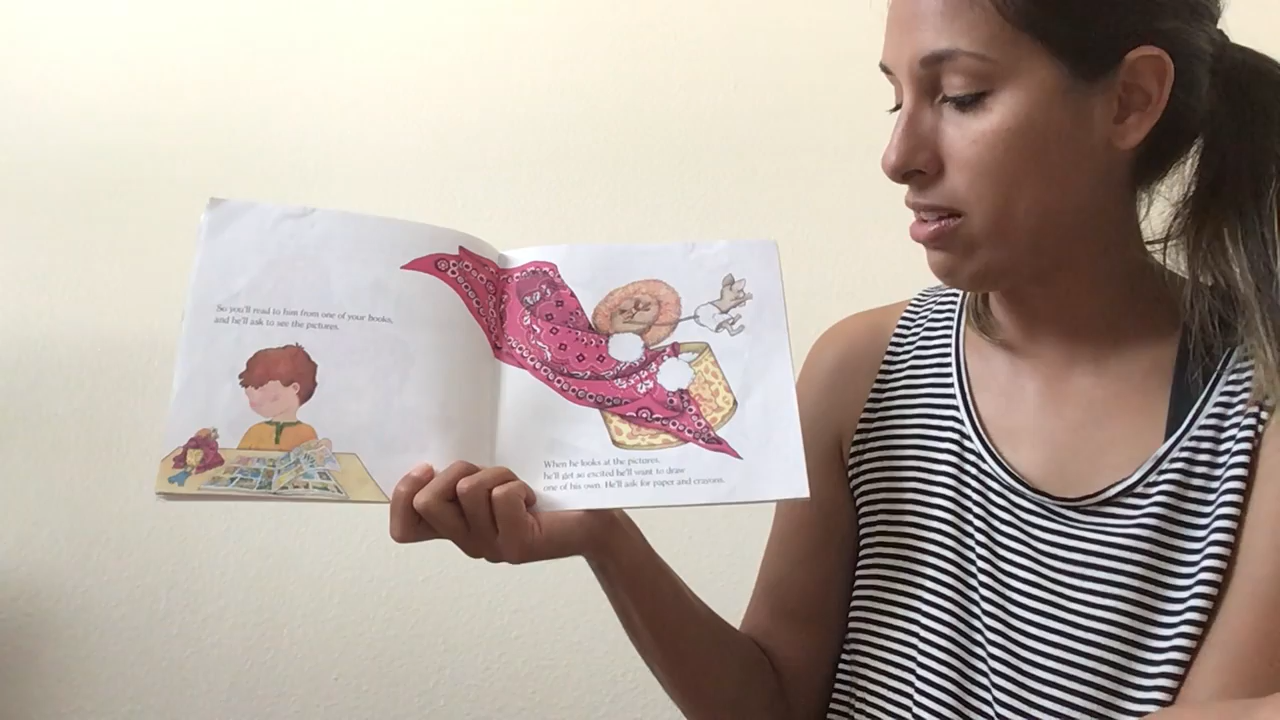 So you'll read to him from one of your books,
and he'll ask to see the pictures.
When he looks at the pictures,
he'll get so excited he'll want to draw
one of his own. He'll ask for paper and crayons.